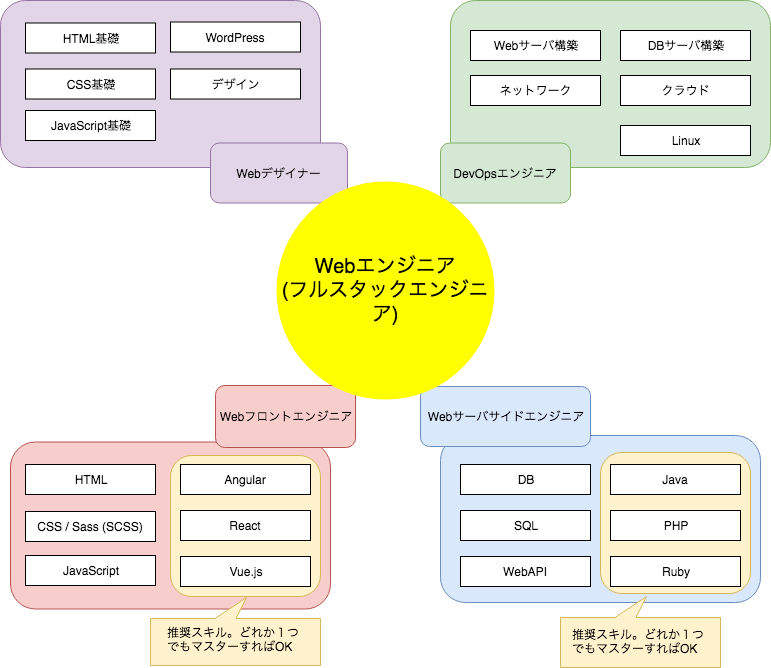 HTML基礎
WordPress
CSS基礎
デザイン
JavaScript基礎
Webデザイナー
Webサーバ構築
DBサーバ構築
ネットワーク
クラウド
Linux
DevOpsエンジニア
Webエンジニア
(フルスタックエンジニ
ア)
Webフロントエンジニア
HTML
Angular
CSS / Sass (SCSS)
React
JavaScript
Vue.js
推奨スキル。どれか１つ
でもマスターすればOK
Webサーバサイドエンジニア
DB
Java
SQL
PHP
WebAPI
Ruby
推奨スキル。どれか１つ
でもマスターすればOK